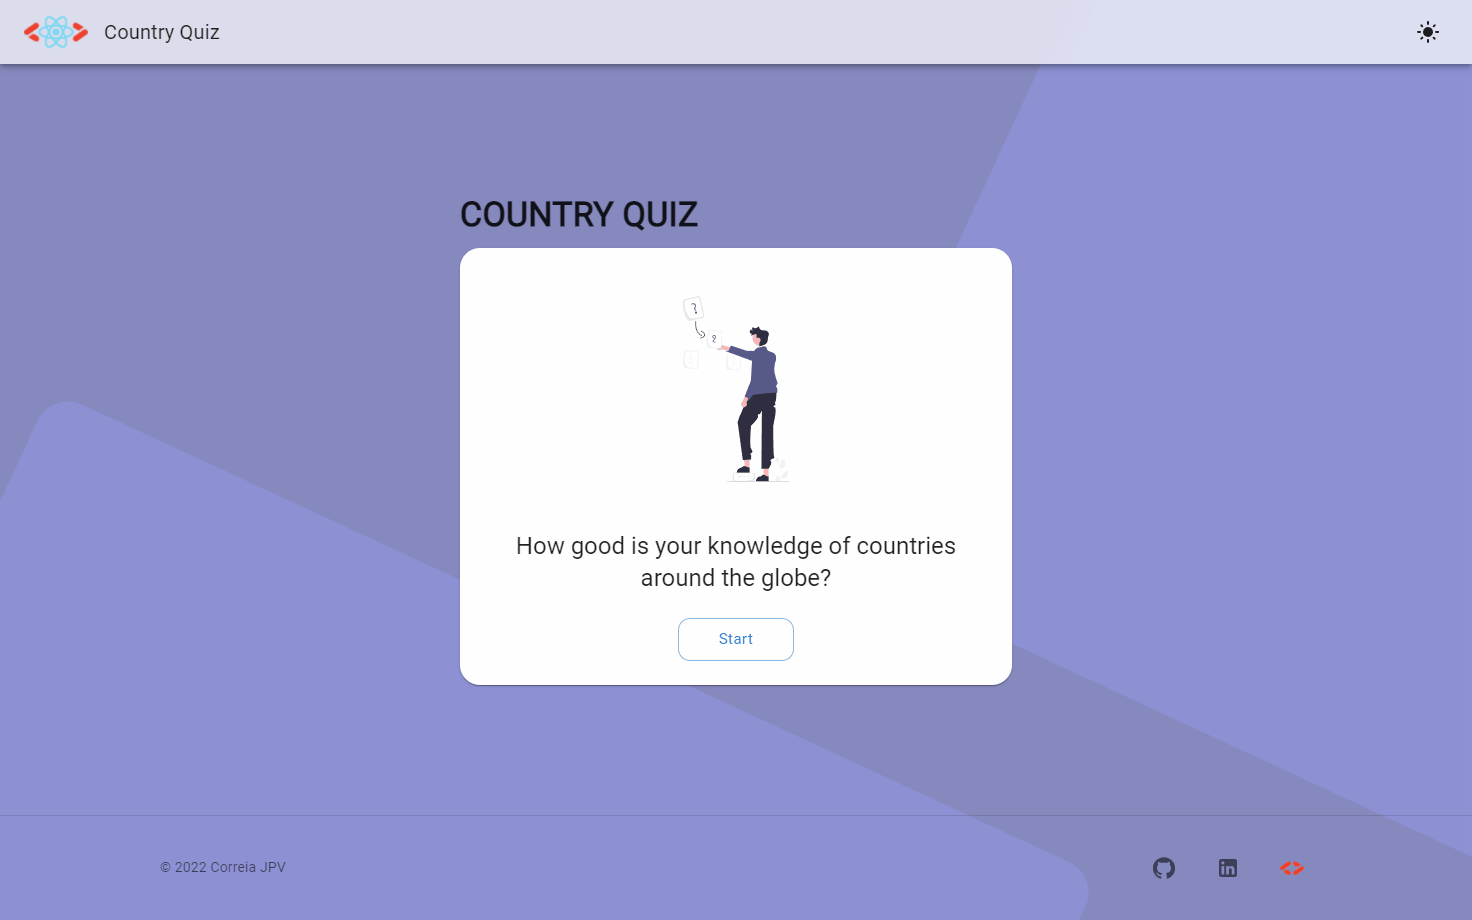 Country Quiz
COUNTRY QUIZ
?
?
How good is your knowledge of countries
around the globe?
Start
© 2022 Correia JPV